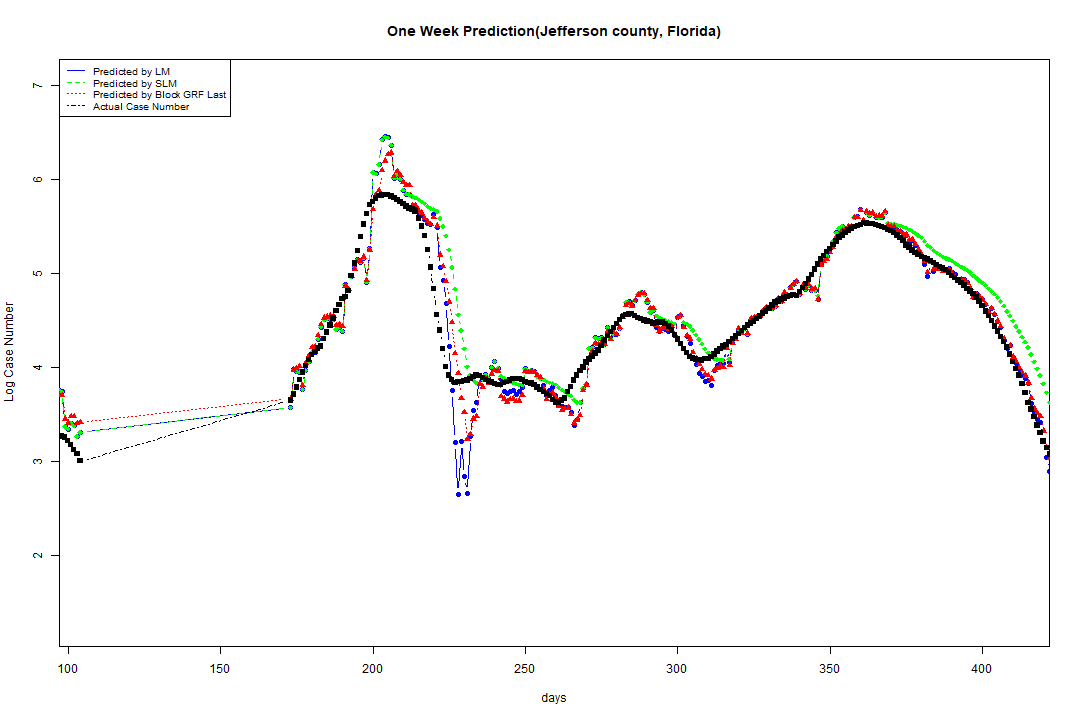 One Week Prediction(Jefferson county, Florida)
Predicted by LM
Predicted by SLM
Predicted by Block GRF Last
Actual Case Number
7
6
5
4
3
2
Log Case Number
100 150 200 250 300 350 400
days